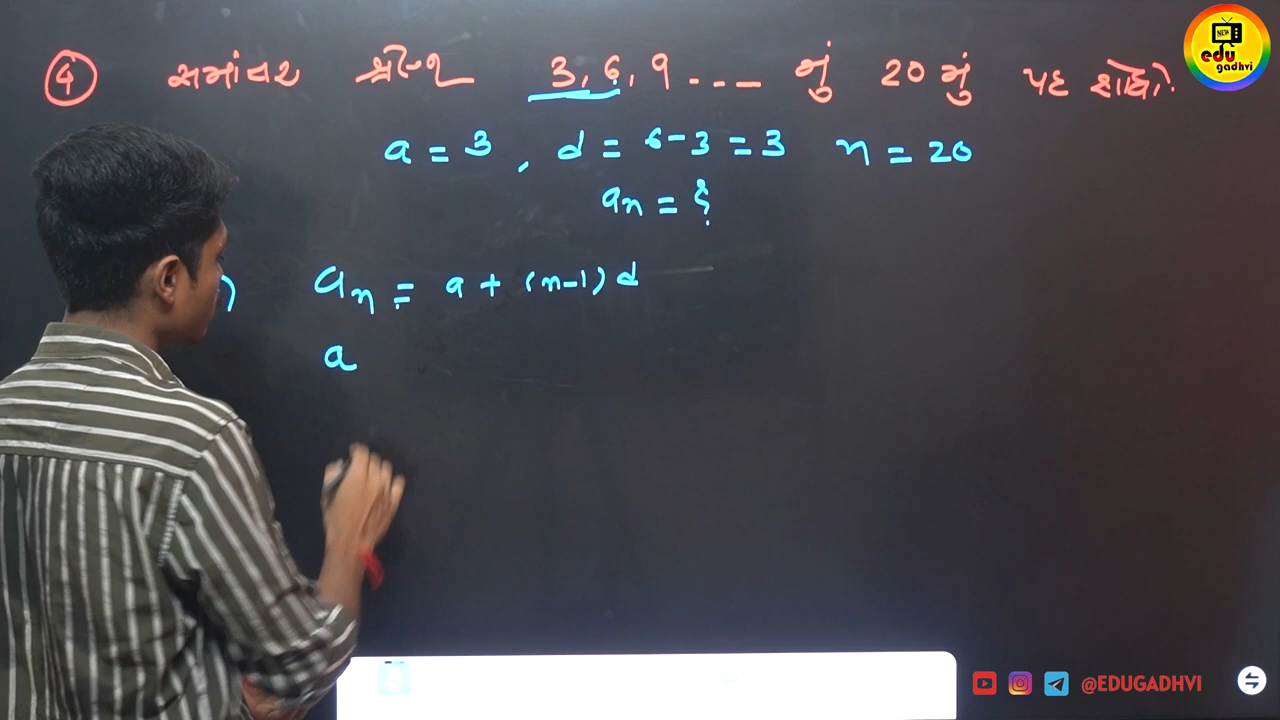 ④ સમાંતર શ્રેઢી 3, 6, 9 --- નું 20 મું પદ શોધો.
a = 3 , d = 6 - 3 = 3 n = 20
an = ?
an = a + (n-1) d
a
NEW
edu
gadhvi
@EDUGADHVI